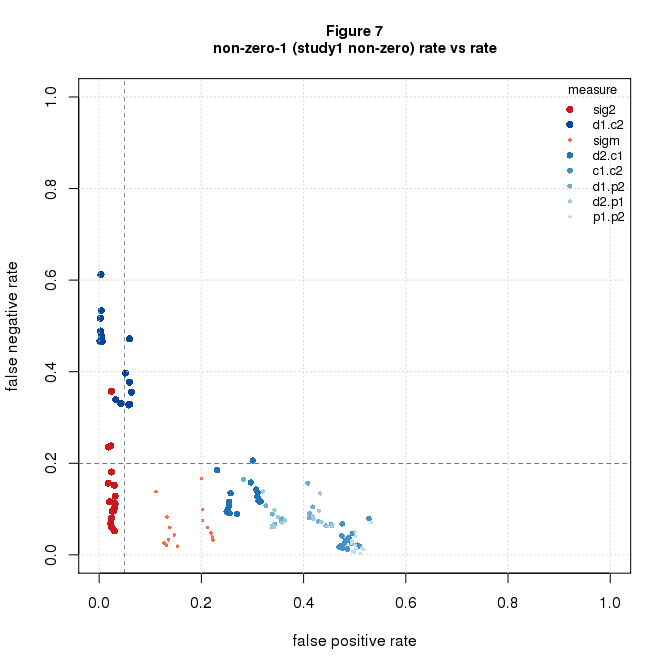 Figure 7
non-zero-1 (study1 non-zero) rate vs rate
measure
sig2
d1.c2
sigm
d2.c1
c1.c2
d1.p2
d2.p1
p1.p2
1.0
0.8
0.6
0.4
0.2
0.0
false negative rate
0.0 0.2 0.4 0.6 0.8 1.0
false positive rate